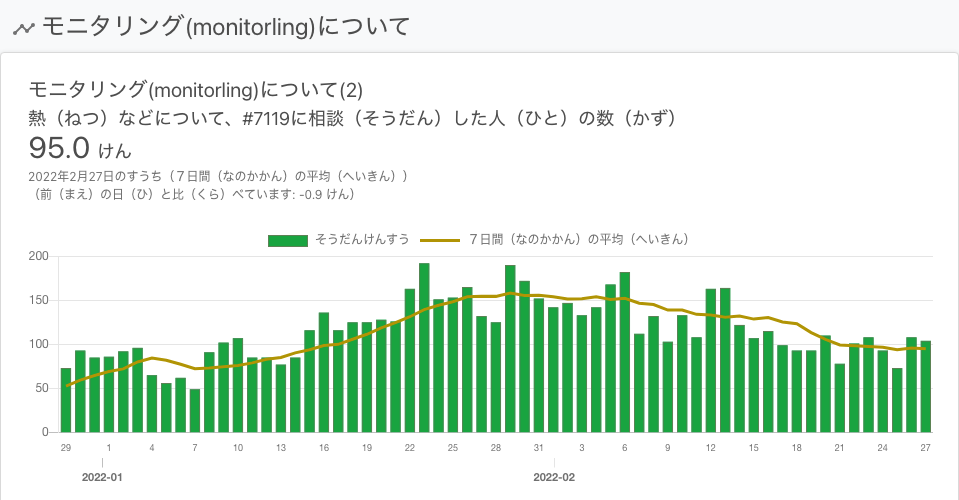 モニタリング(monitorling)について
モニタリング(monitorling)について(2)
熱（ねつ）などについて、#7119に相談（そうだん）した人（ひと）の数（かず）
95.0 けん
2022年2月27日のすうち（７日間（なのかかん）の平均（へいきん））
（前（まえ）の日（ひ）と比（くら）べています: -0.9 けん）
そうだんけんすう ７日間（なのかかん）の平均（へいきん）
200
150
100
50
0
29 1 4 7 10 13 16 19 22 25 28 31 3 6 9 12 15 18 21 24 27
2022-01 2022-02